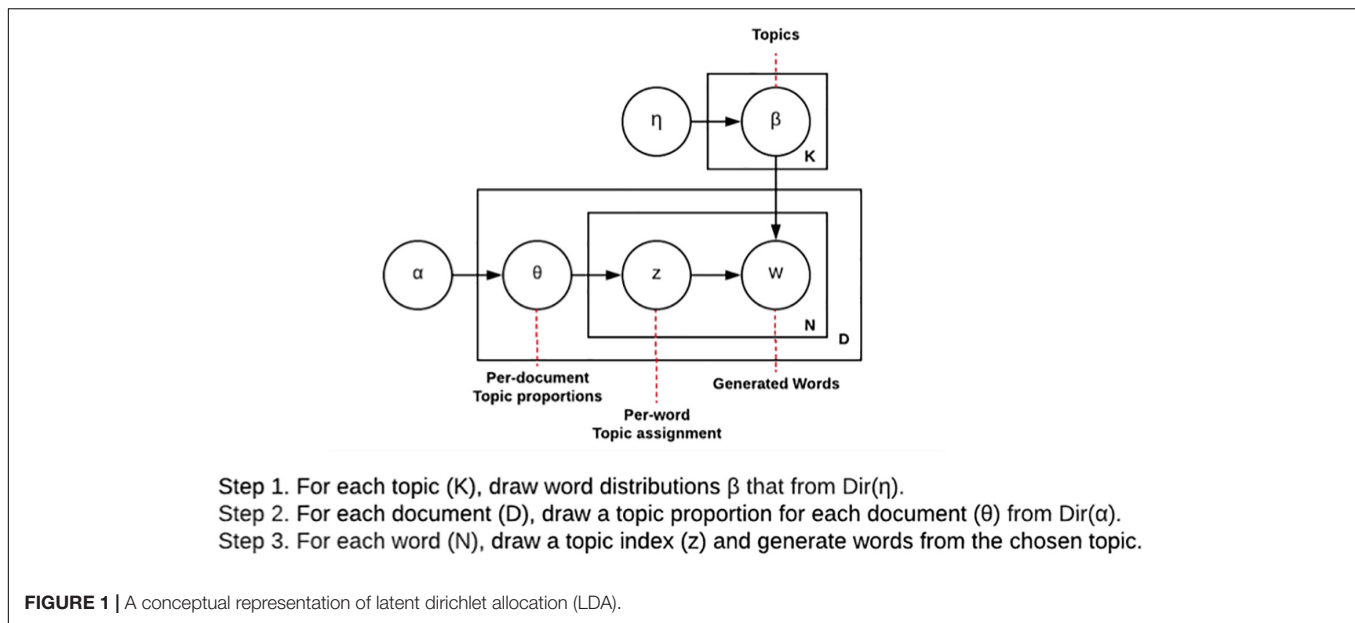 Topics
η
β
K
α
θ
z
w
N
D
Per-document
Topic proportions
Generated Words
Per-word
Topic assignment
Step 1. For each topic (K), draw word distributions β that from Dir(η).
Step 2. For each document (D), draw a topic proportion for each document (θ) from Dir(α).
Step 3. For each word (N), draw a topic index (z) and generate words from the chosen topic.
FIGURE 1 | A conceptual representation of latent dirichlet allocation (LDA).